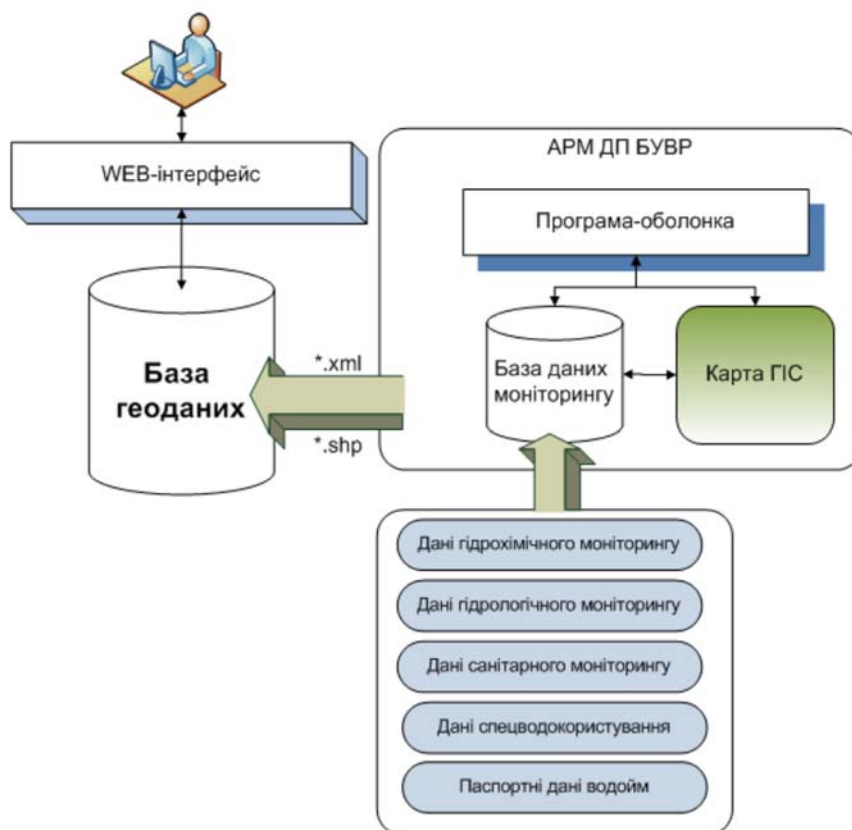 WEB-інтерфейс
База
геоданих
*.xml
*.shp
АРМ ДП БУВР
Програма-оболонка
База даних
моніторингу
Карта ГІС
Дані гідрохімічного моніторингу
Дані гідрологічного моніторингу
Дані санітарного моніторингу
Дані спецводокористування
Паспортні дані водойм